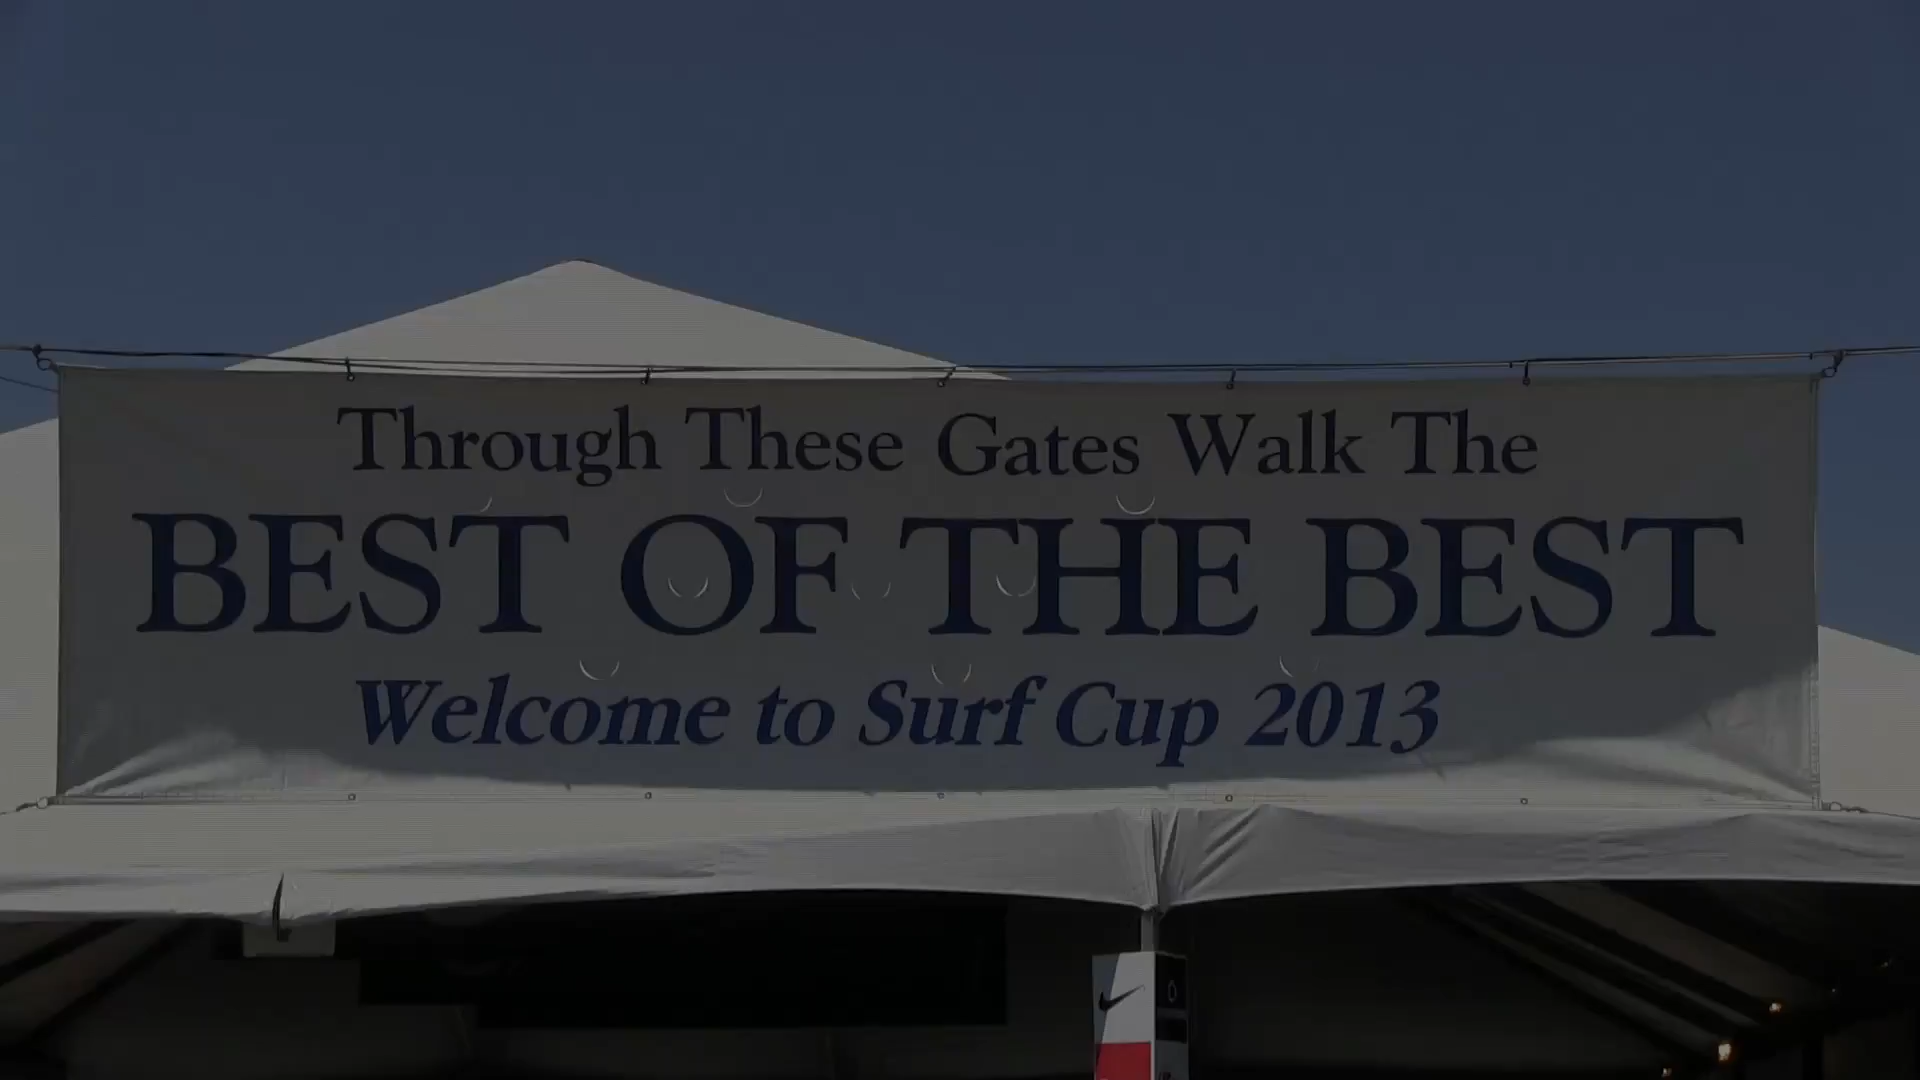 Through These Gates Walk The
BEST OF THE BEST
Welcome to Surf Cup 2013